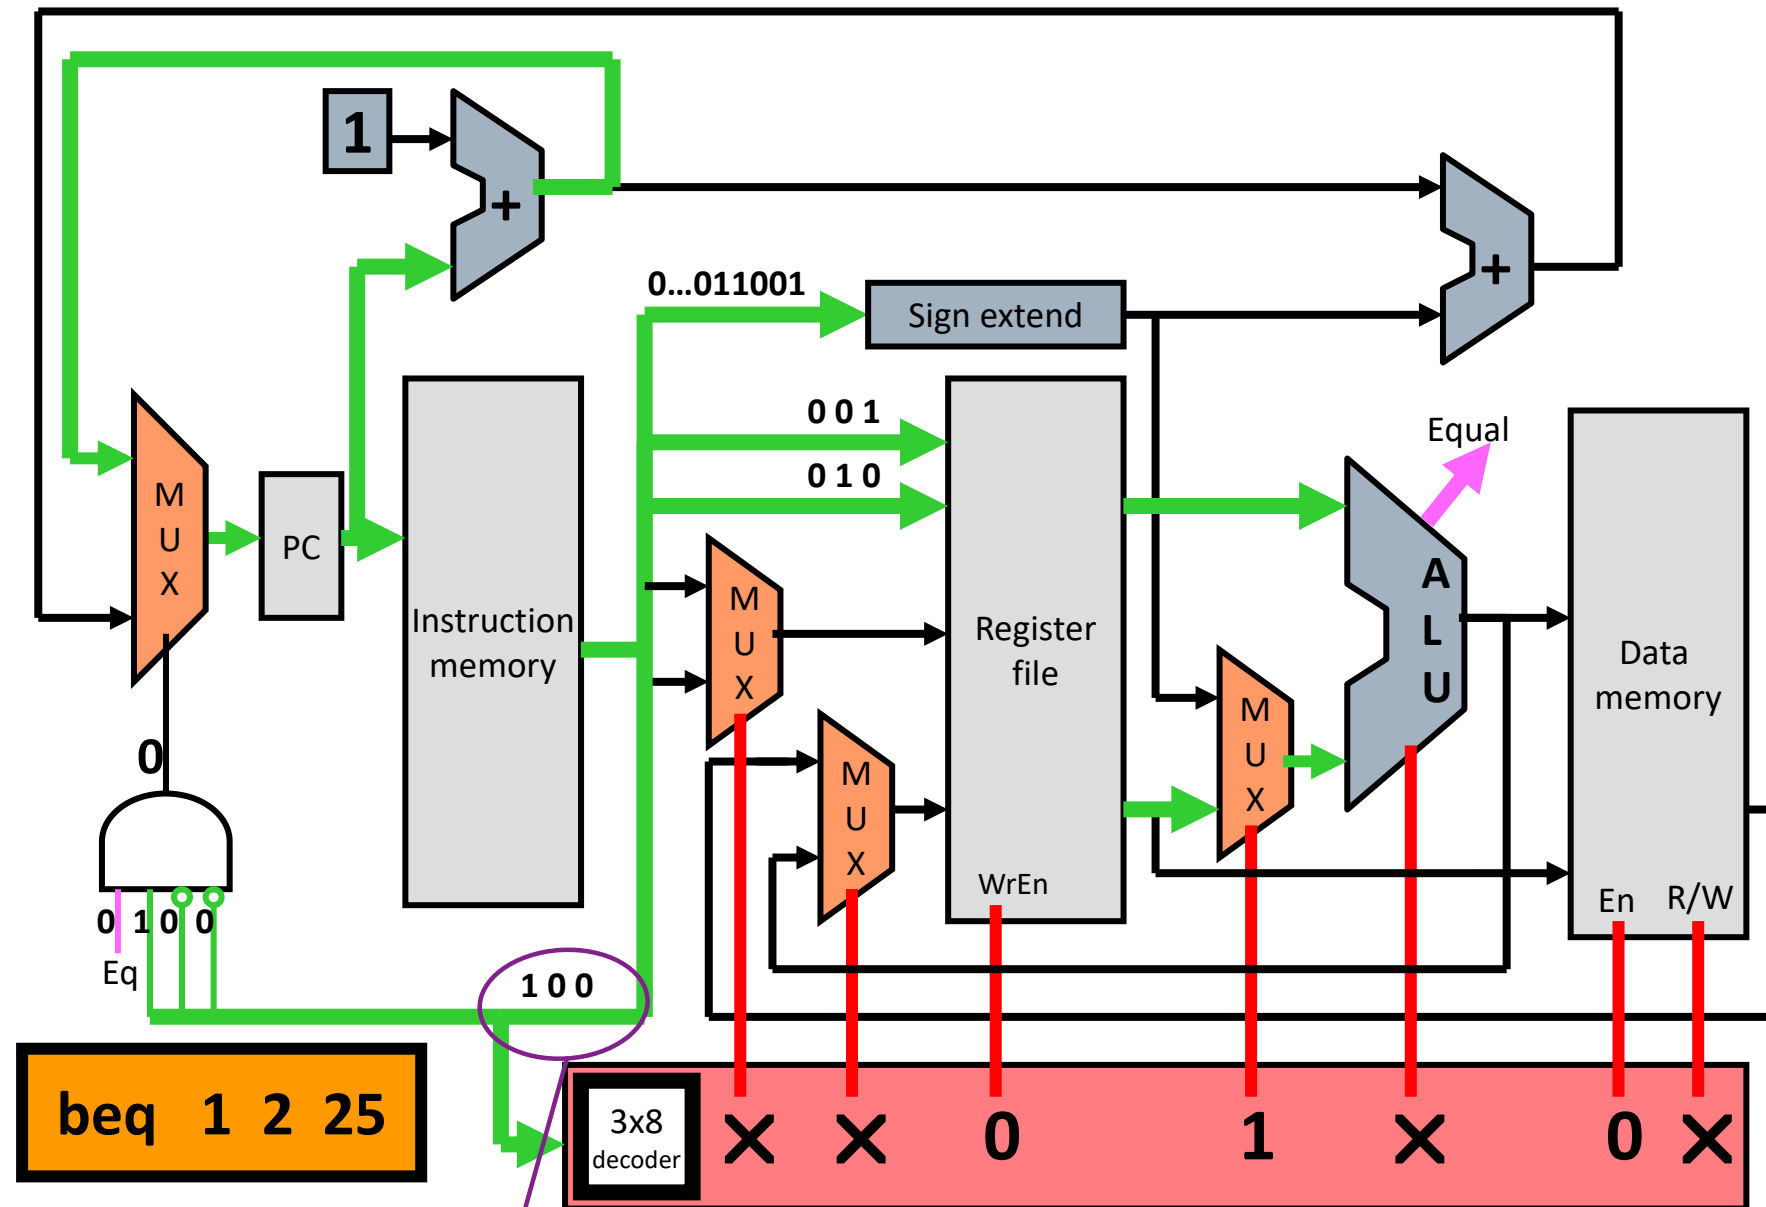 1
+
+
0...011001
Sign extend
0 0 1
0 1 0
Equal
M
U
X
PC
Instruction
memory
M
U
X
Register
file
A
L
U
Data
memory
M
U
X
M
U
X
0
WrEn
En R/W
0 1 0 0
Eq
1 0 0
beq 1 2 25
3x8
decoder
X X 0 1 X 0 X